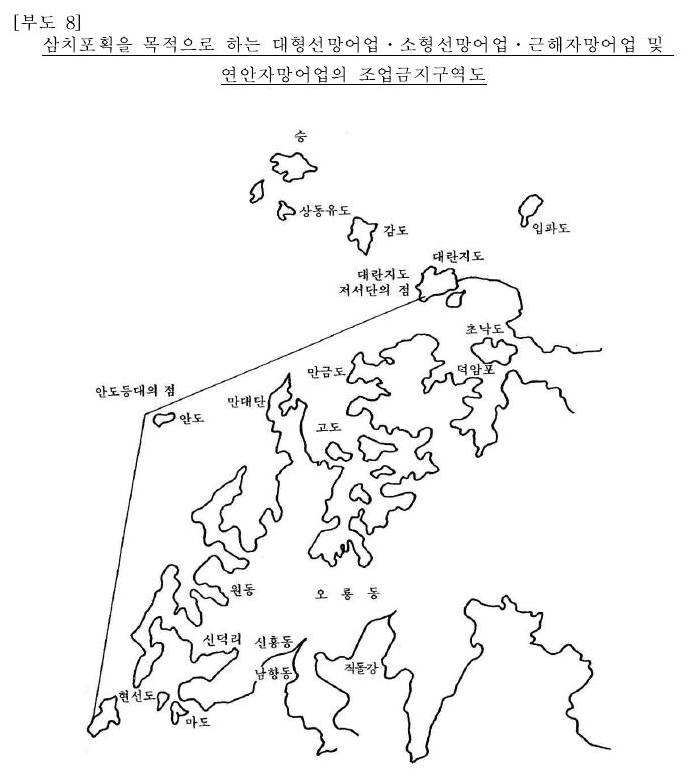 [부도 8]
삼치포획을 목적으로 하는 대형선망어업·소형선망어업·근해자망어업 및
연안자망어업의 조업금지구역도
승
상동유도
감도
입파도
대란지도
대란지도
저서단의 점
초낙도
만금도
덕암포
안도등대의 점
만대단
안도
고도
원동
오 룡 동
신덕리
신흥동
남향동
직돌강
현선도
마도